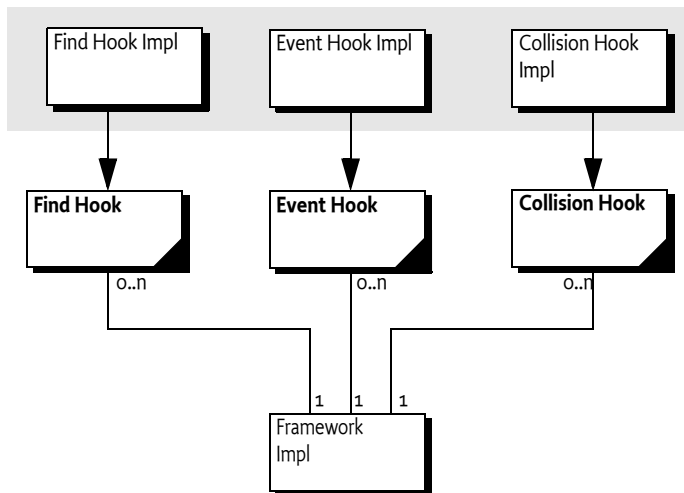 Find Hook Impl
Event Hook Impl
Collision Hook
Impl
Find Hook
Event Hook
Collision Hook
0..n
0..n
0..n
1
1
1
Framework
Impl